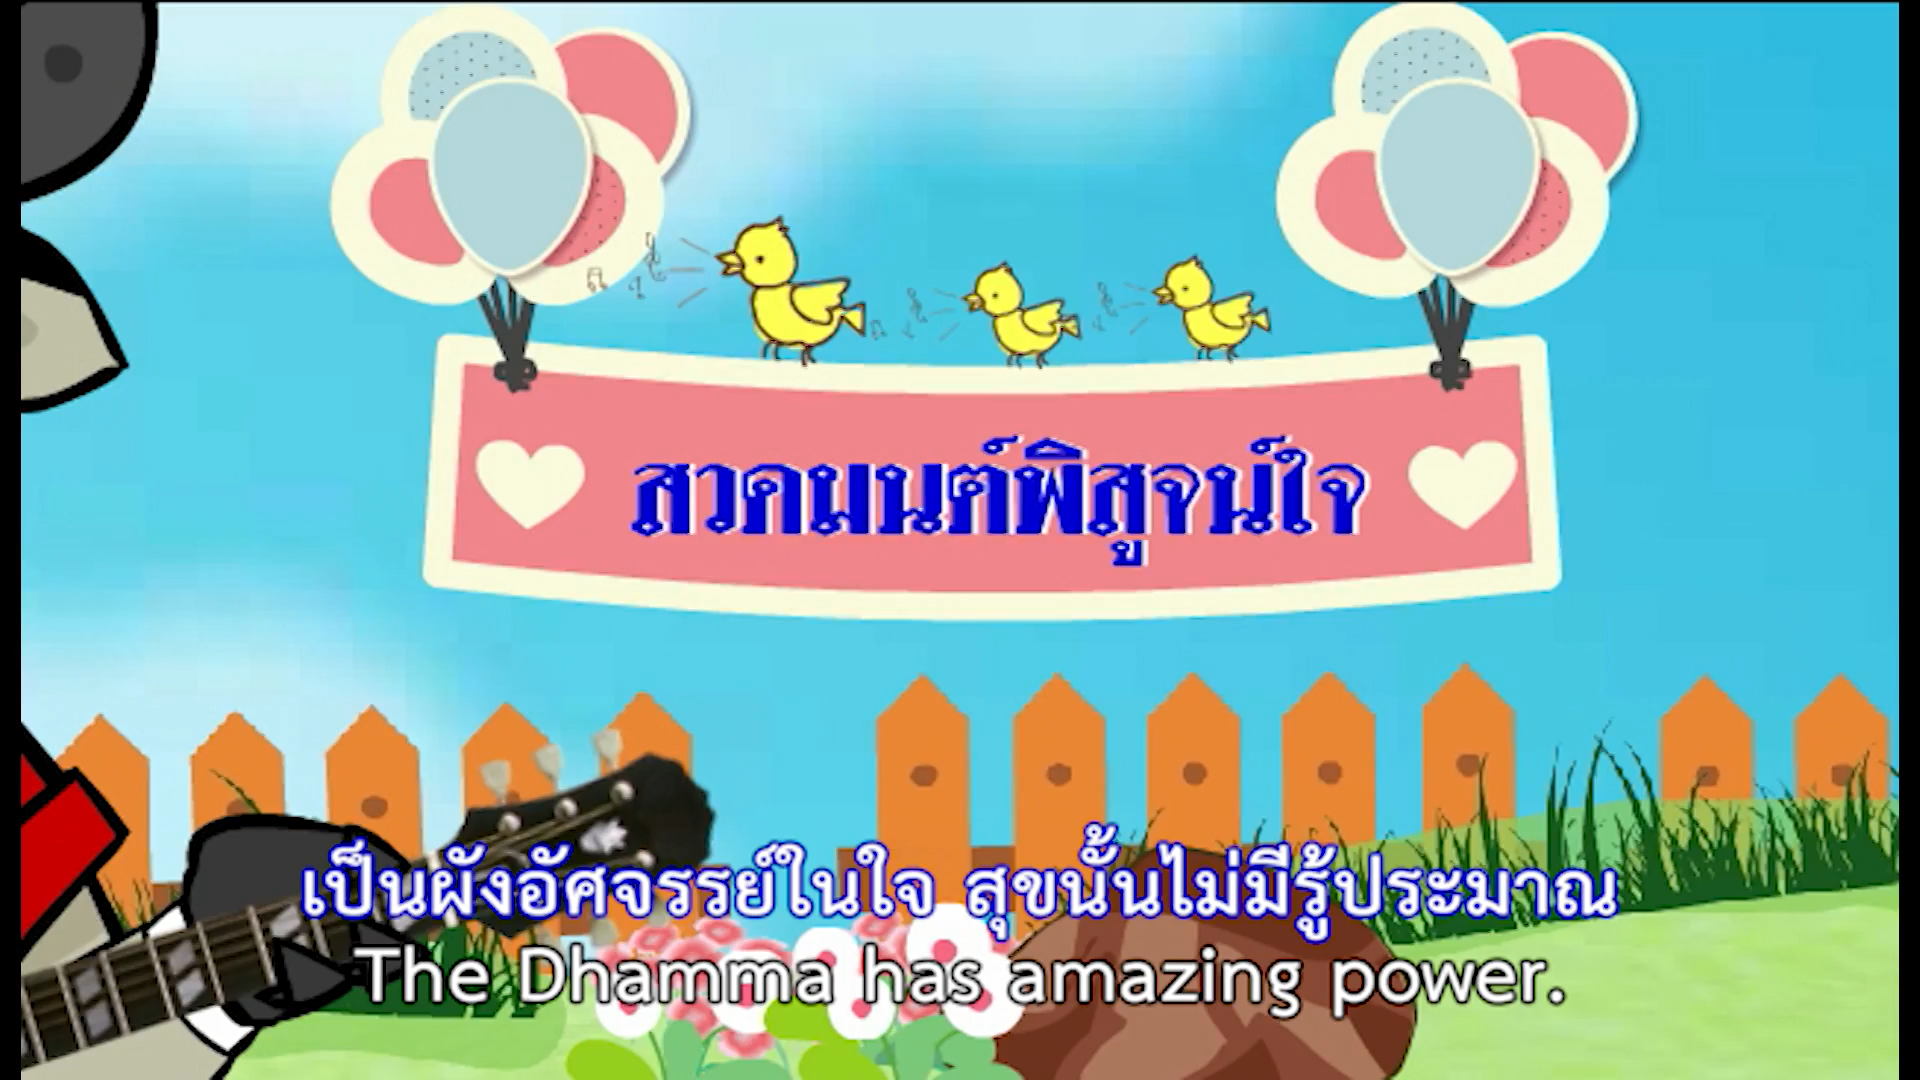 สวดมนต์พิสูจน์ใจ
เป็นผังอัศจรรย์ในใจ สุขนั้นไม่มีรู้ประมาณ
The Dhamma has amazing power.